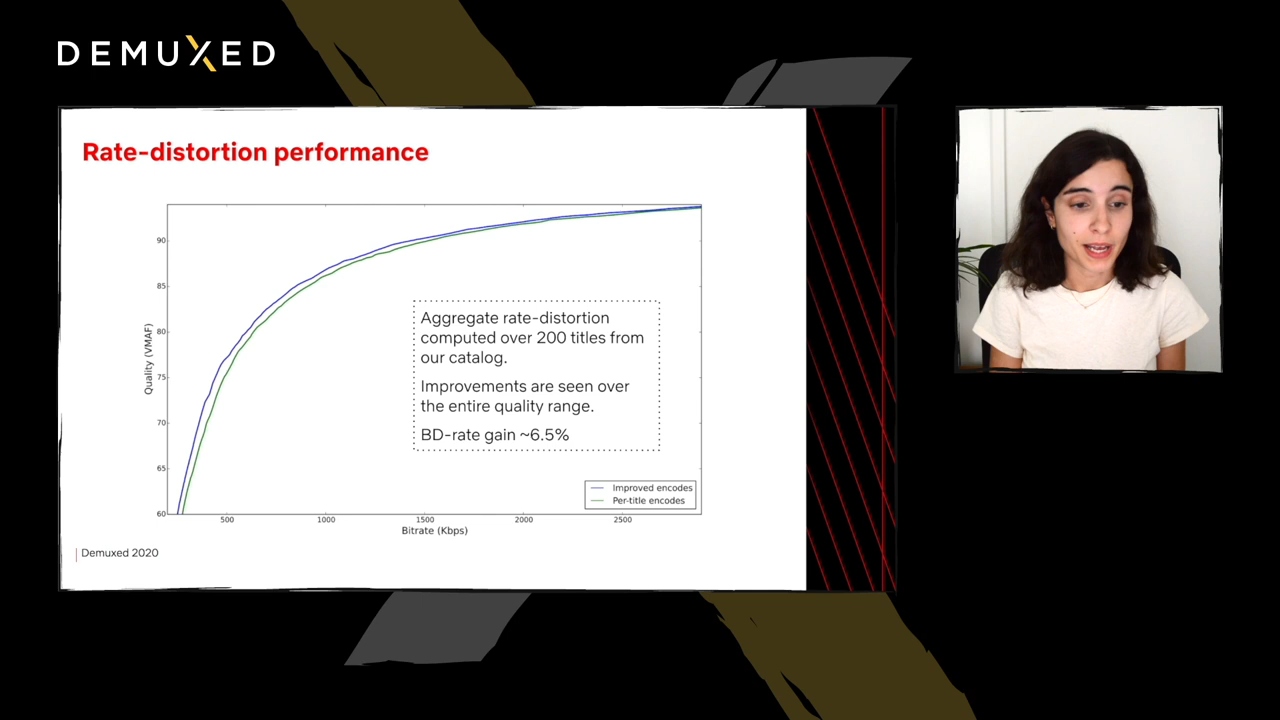 DEMUXED
Rate-distortion performance
90
85
80
75
70
65
60
Quality (VMAF)
Aggregate rate-distortion
computed over 200 titles from
our catalog.
Improvements are seen over
the entire quality range.
BD-rate gain ~6.5%
Improved encodes
Per-title encodes
500
1000
1500
2000
2500
Bitrate (Kbps)
Demuxed 2020